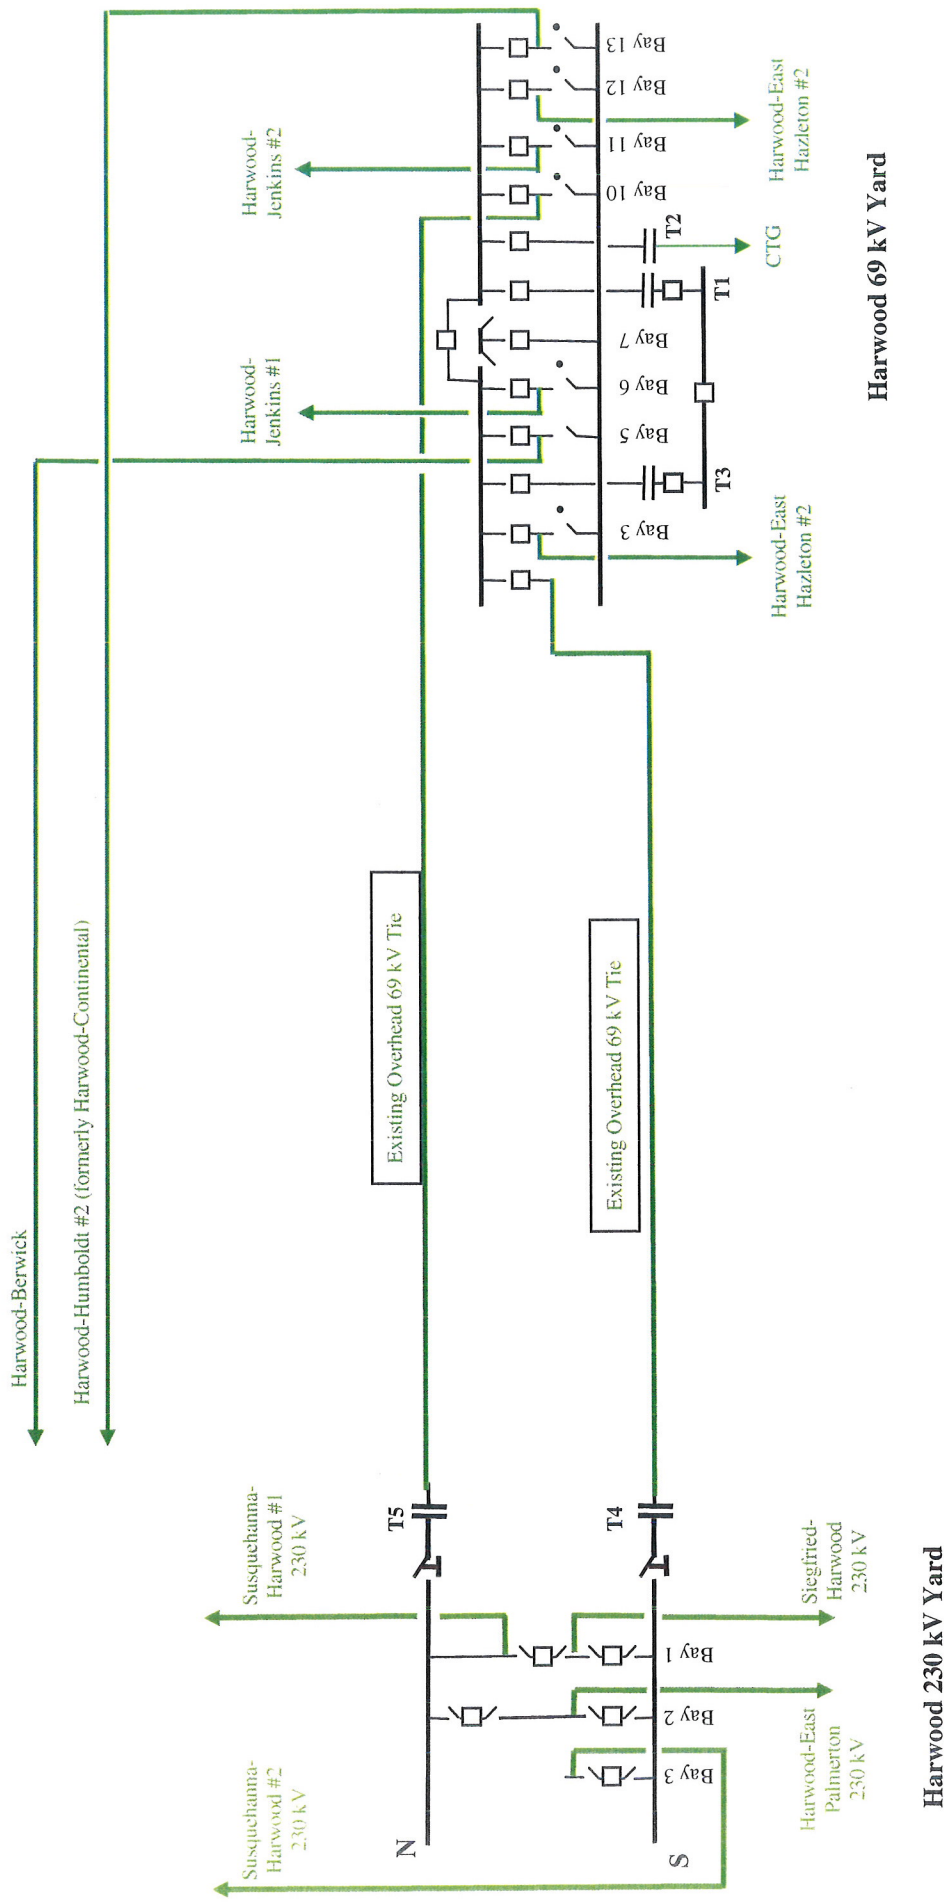 Harwood-Berwick
Harwood-Humboldt #2 (formerly Harwood-Continental)
Susquehanna-
Harwood #2
230 kV
Susquehanna-
Harwood #1
230 kV
Harwood-
Jenkins #1
Harwood-
Jenkins #2
N
T5
Existing Overhead 69 kV Tie
S
T4
Existing Overhead 69 kV Tie
Bay 3
Bay 2
Bay 1
Bay 3
Bay 5
Bay 6
Bay 7
Bay 10
Bay 11
Bay 12
Bay 13
T3
T1
T2
Harwood-East
Palmerton
230 kV
Siegfried-
Harwood
230 kV
Harwood-East
Hazleton #2
CTG
Harwood-East
Hazleton #2
Harwood 230 kV Yard
Harwood 69 kV Yard